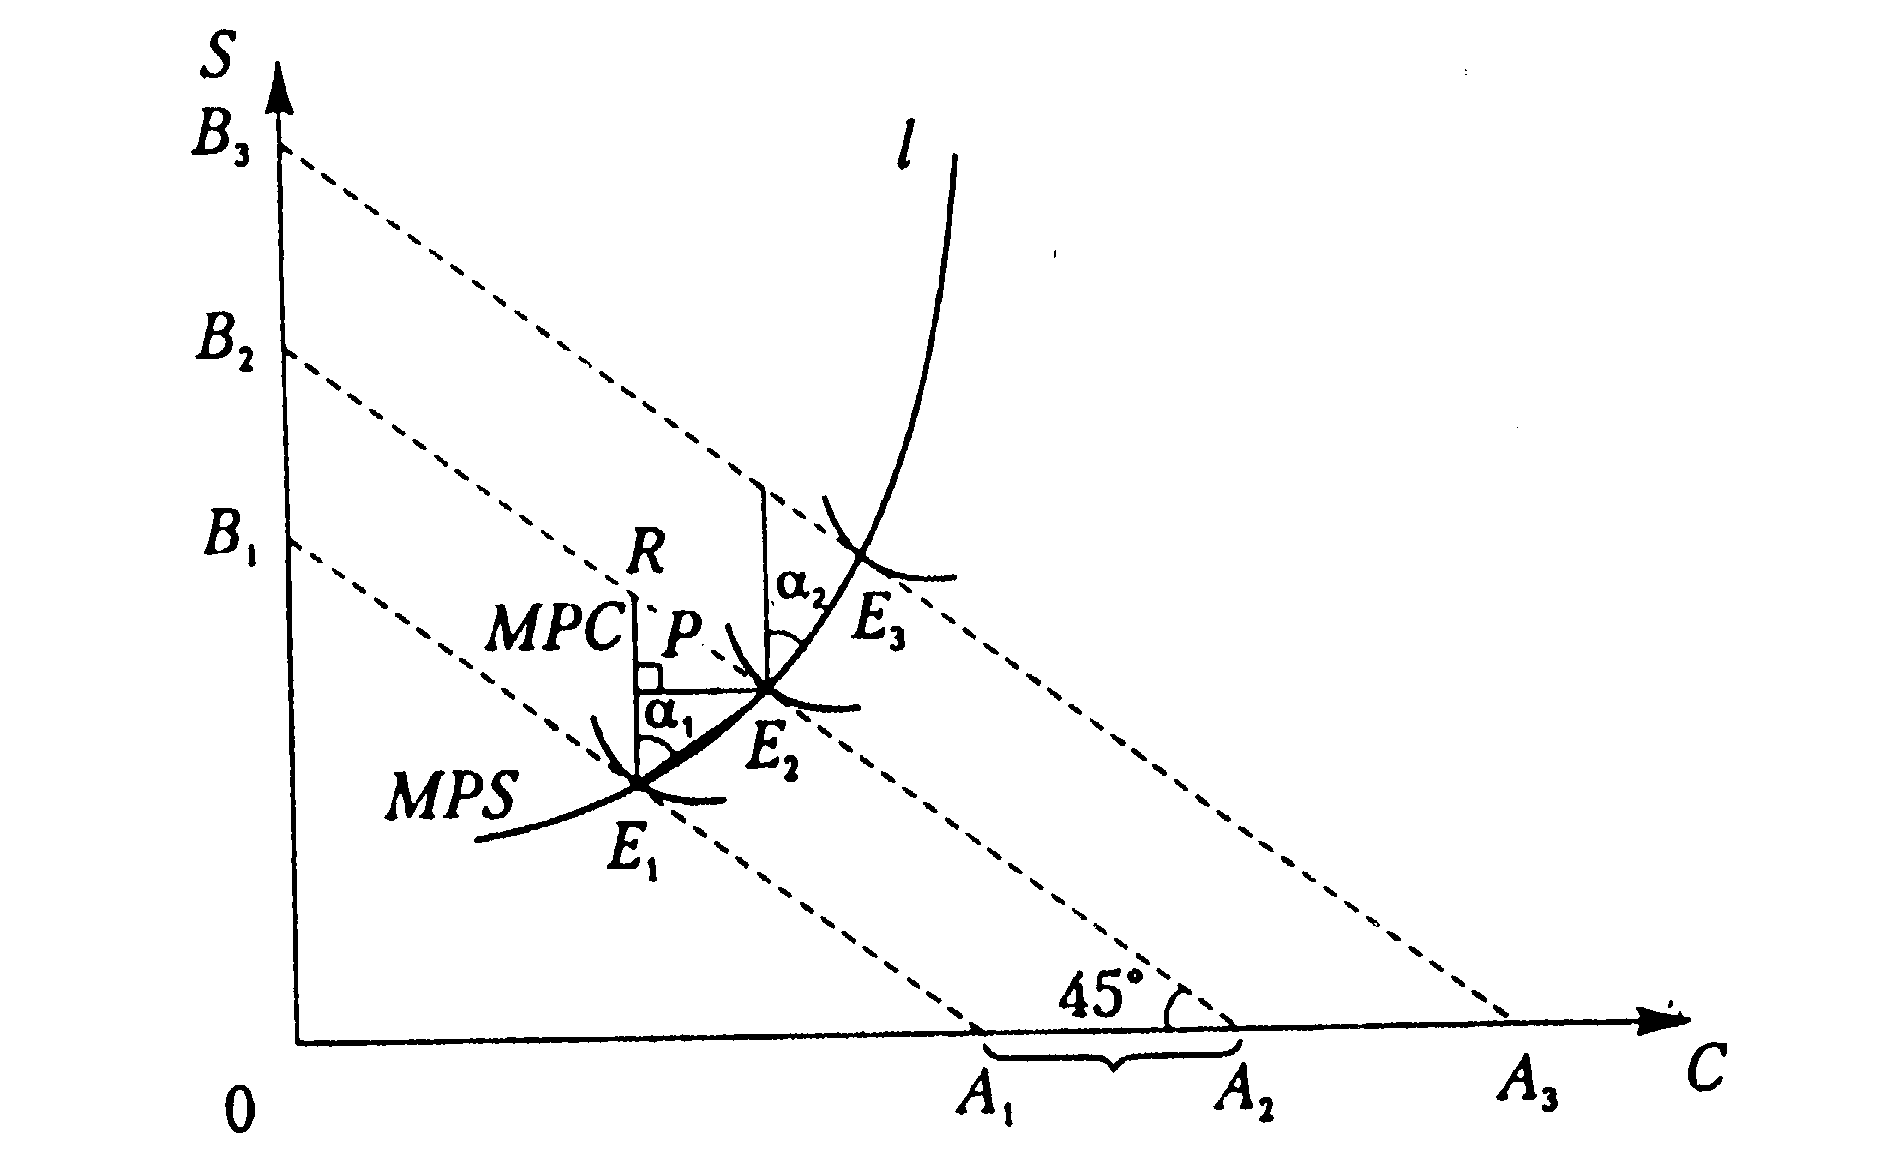 S
B₃
l
B₂
B₁
R
α₂
MPC
P
E₃
α₁
E₂
MPS
E₁
45°
0
A₁
A₂
A₃
C